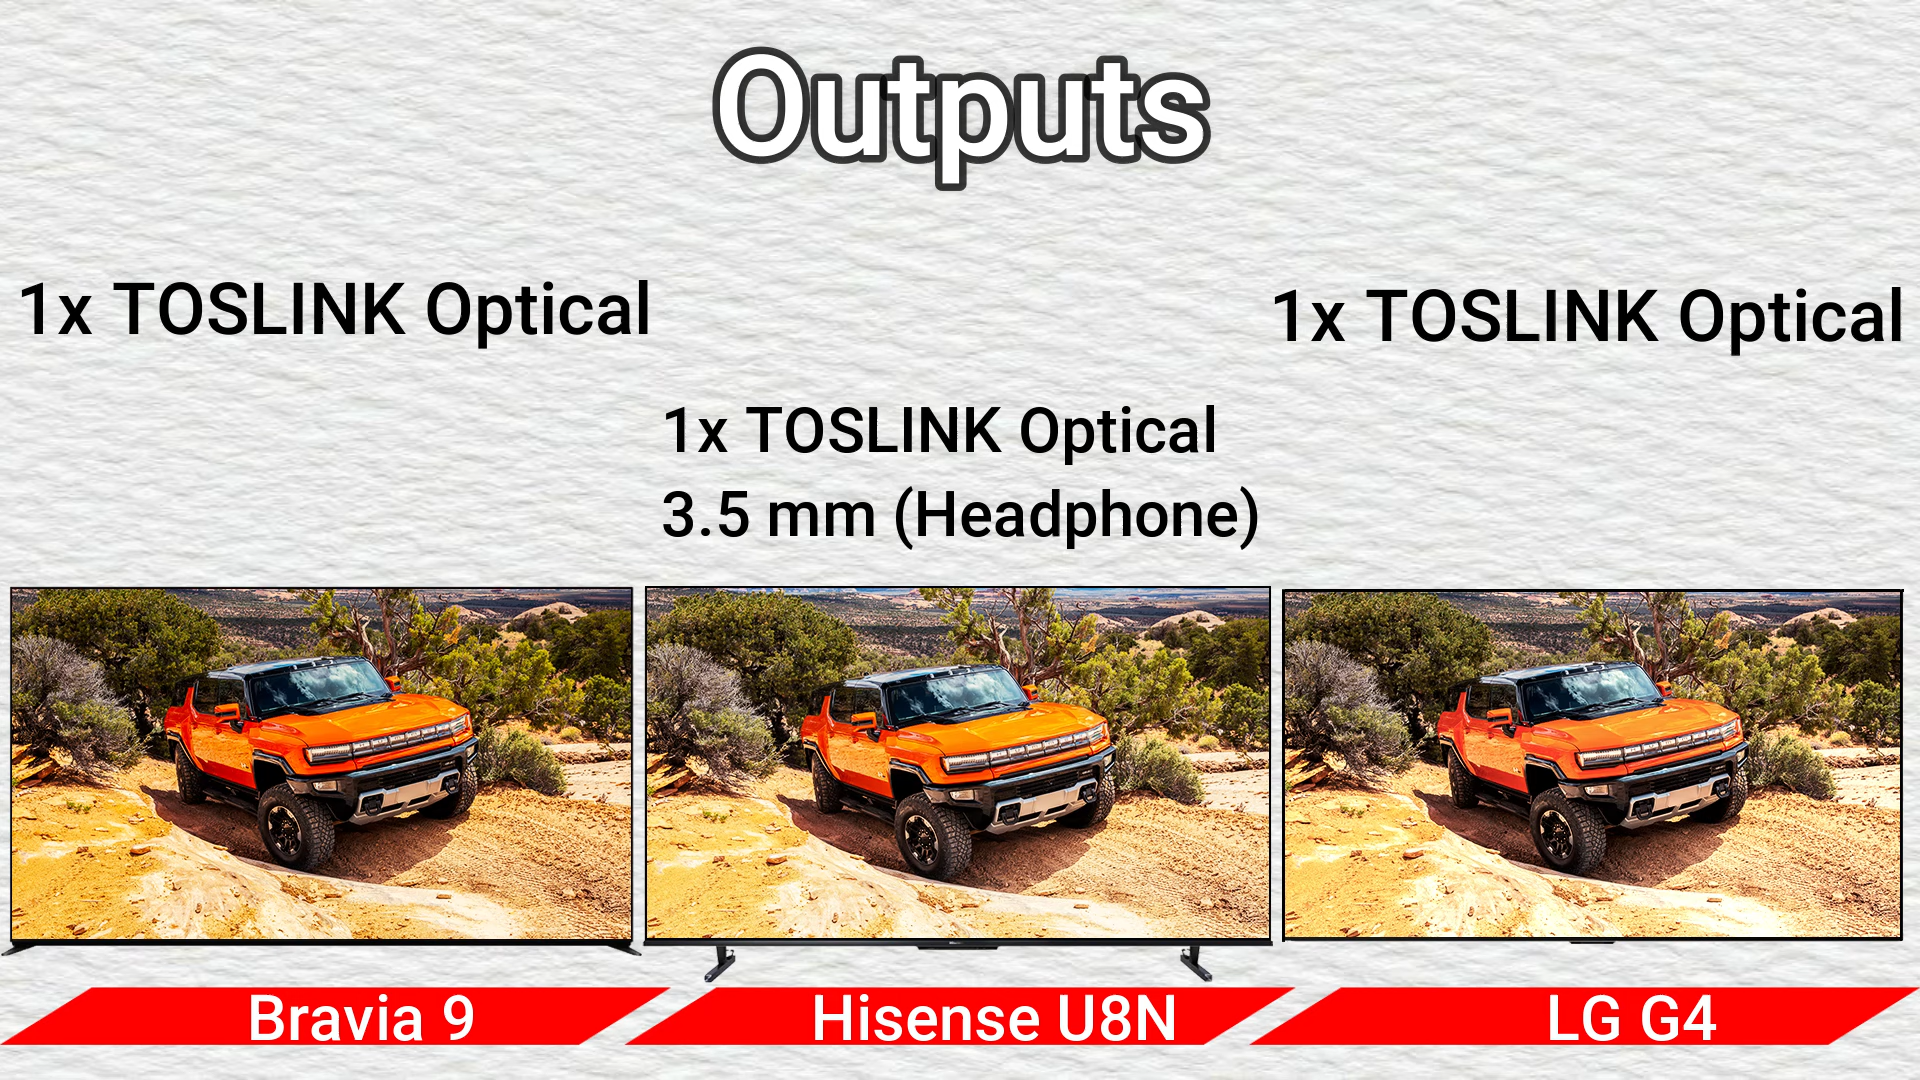 Outputs
1x TOSLINK Optical
1x TOSLINK Optical
3.5 mm (Headphone)
1x TOSLINK Optical
Bravia 9
Hisense U8N
LG G4